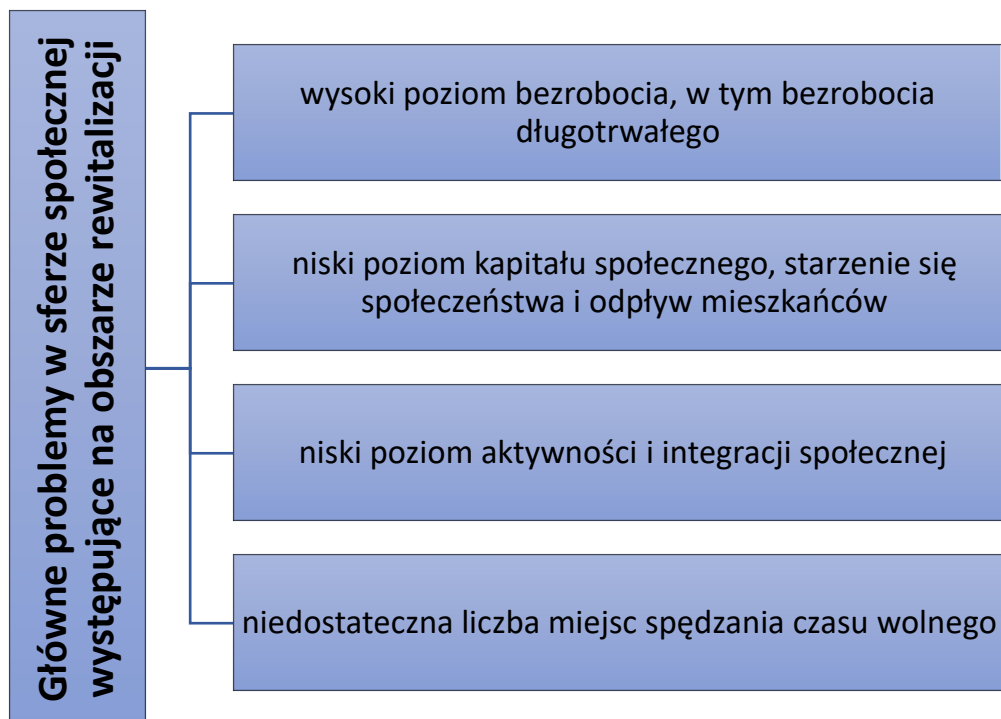 Główne problemy w sferze społecznej
występujące na obszarze rewitalizacji
wysoki poziom bezrobocia, w tym bezrobocia
długotrwałego
niski poziom kapitału społecznego, starzenie się
społeczeństwa i odpływ mieszkańców
niski poziom aktywności i integracji społecznej
niedostateczna liczba miejsc spędzania czasu wolnego